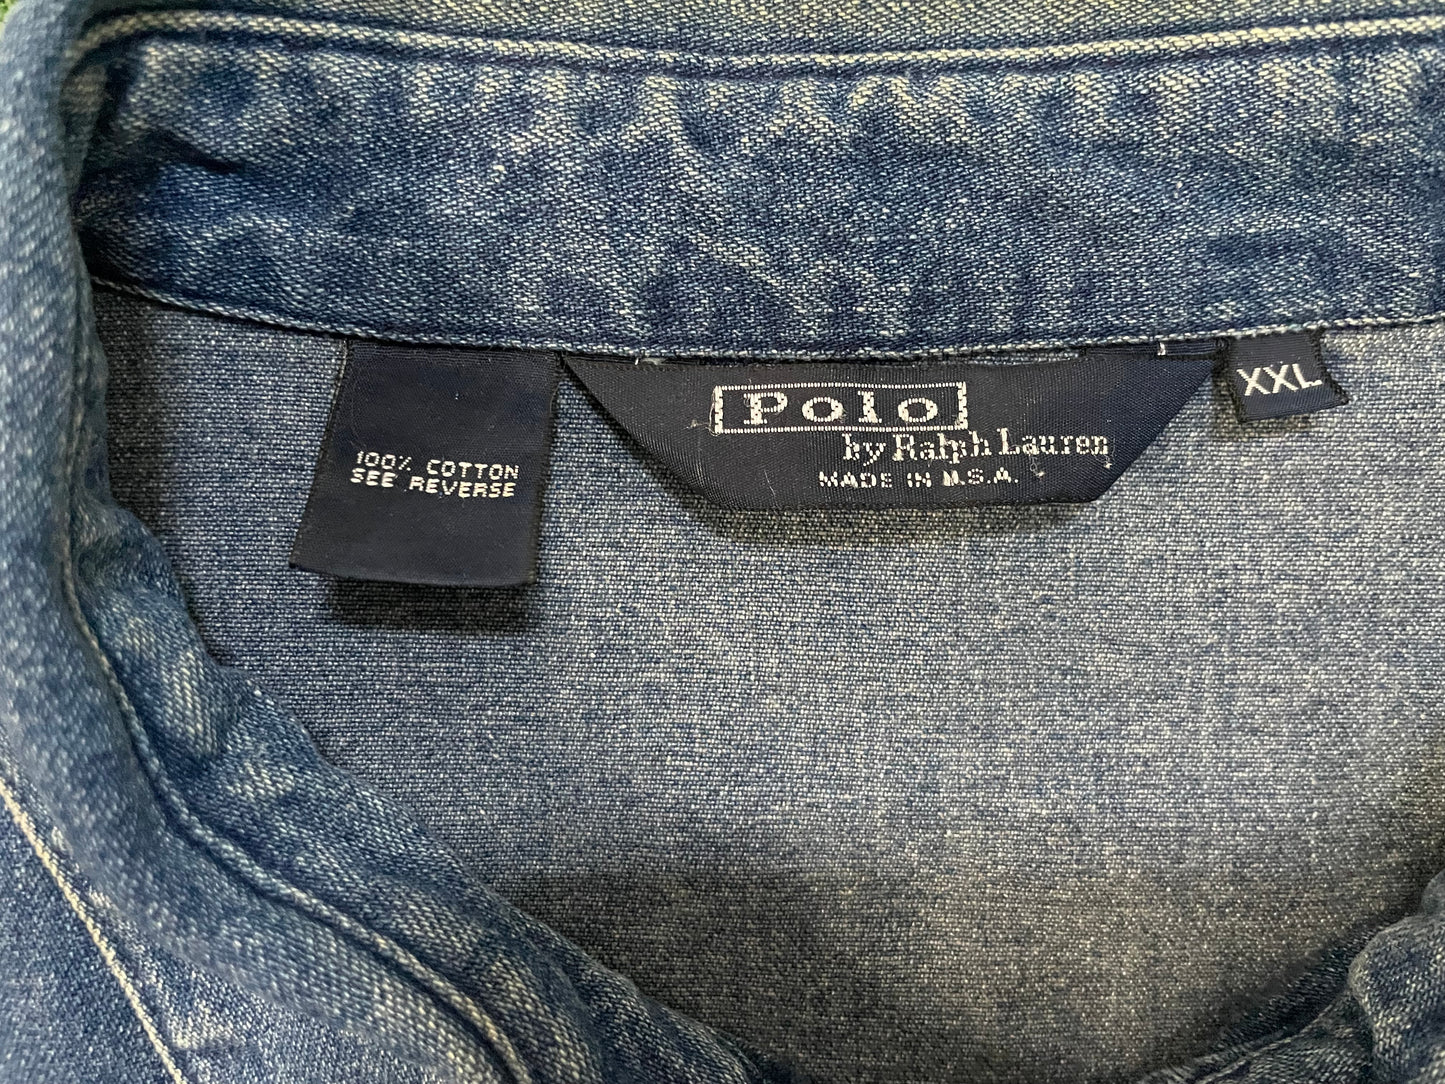 100% COTTON
SEE REVERSE
Polo
by Ralph Lauren
MADE IN U.S.A.
XXL